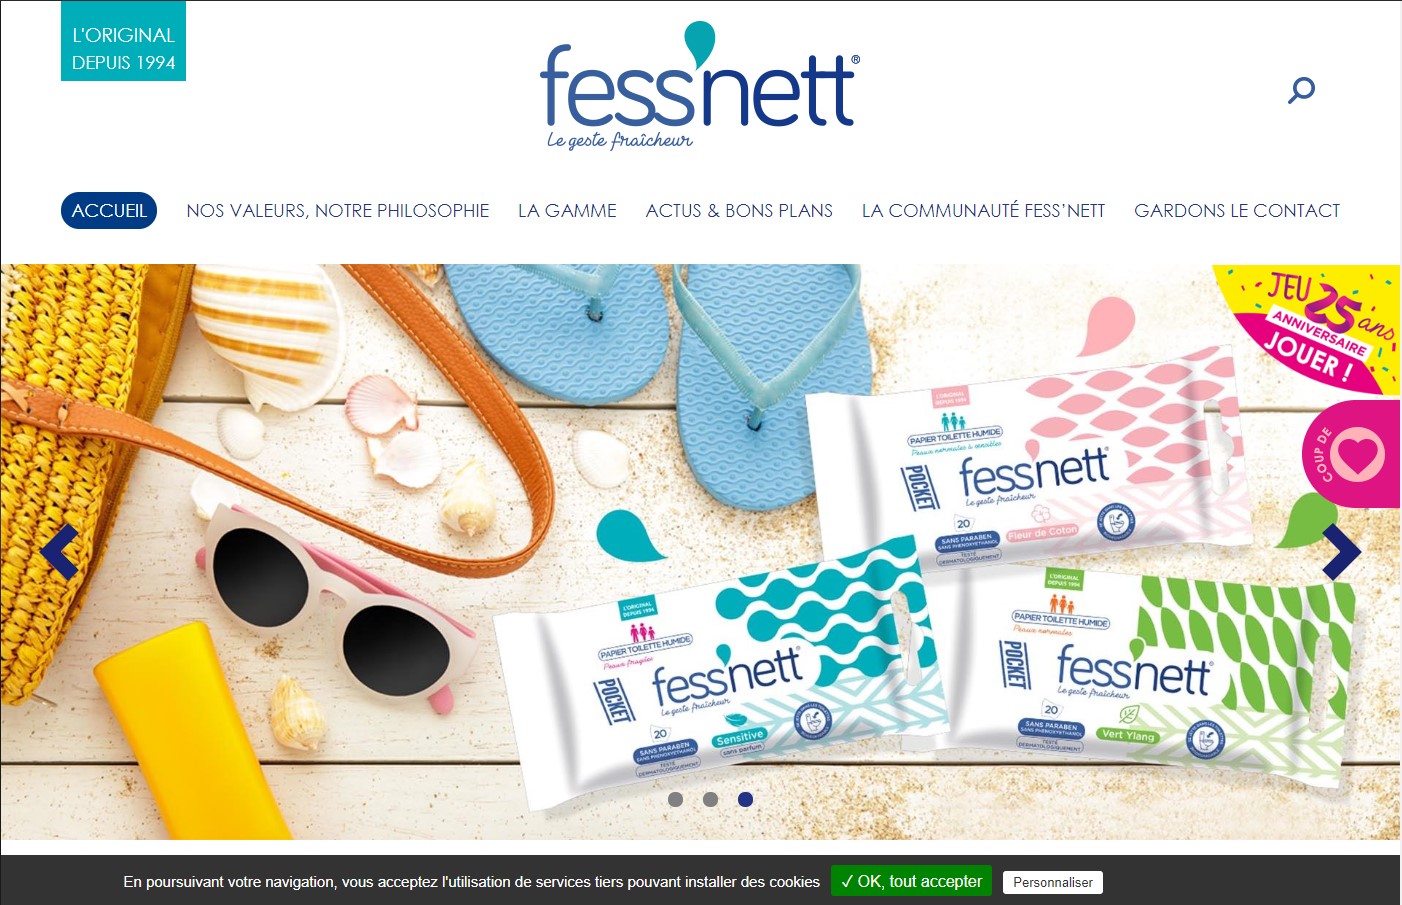 L'ORIGINAL
DEPUIS 1994
fess'nett®
Le geste fraîcheur
ACCUEIL
NOS VALEURS, NOTRE PHILOSOPHIE
LA GAMME
ACTUS & BONS PLANS
LA COMMUNAUTÉ FESS'NETT
GARDONS LE CONTACT
JEU 25 ans
ANNIVERSAIRE
JOUER !
COUP DE
L'ORIGINAL
DEPUIS 1994
PAPIER TOILETTE HUMIDE
Peaux normales à sensibles
POCKET
fess'nett
Le geste fraîcheur
20
SANS PARABEN
SANS PHENOXYETHANOL
TESTÉ
DERMATOLOGIQUEMENT
Fleur de Coton
L'ORIGINAL
DEPUIS 1994
PAPIER TOILETTE HUMIDE
Peaux fragiles
POCKET
fess'nett
Le geste fraîcheur
20
SANS PARABEN
SANS PHENOXYETHANOL
TESTÉ
DERMATOLOGIQUEMENT
Sensitive
sans parfum
L'ORIGINAL
DEPUIS 1994
PAPIER TOILETTE HUMIDE
Peaux normales
POCKET
fess'nett
Le geste fraîcheur
20
SANS PARABEN
SANS PHENOXYETHANOL
TESTÉ
DERMATOLOGIQUEMENT
Vert Ylang
En poursuivant votre navigation, vous acceptez l'utilisation de services tiers pouvant installer des cookies
✓ OK, tout accepter
Personnaliser